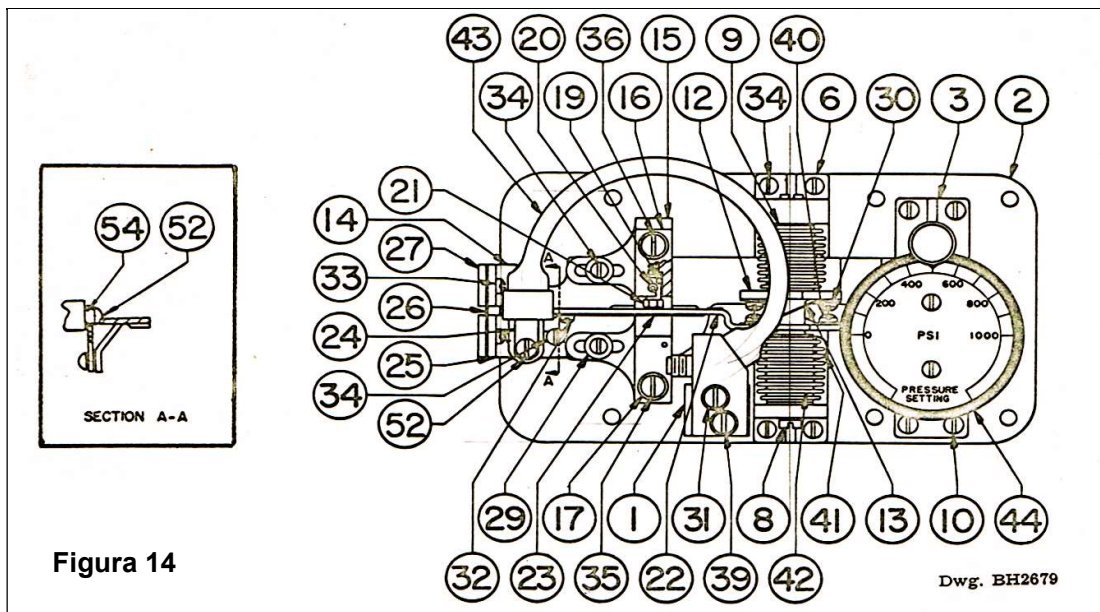 43 20 36 15 9 40
34 19 16 12 34 6 30 3 2
21
14
27
33
26
24
25
34
52
54 52
SECTION A-A
A
A
200 400 600 800
0 PSI 1000
PRESSURE
SETTING
29 17 1 31 8 41 13 10 44
32 23 35 22 39 42
Figura 14
Dwg. BH2679